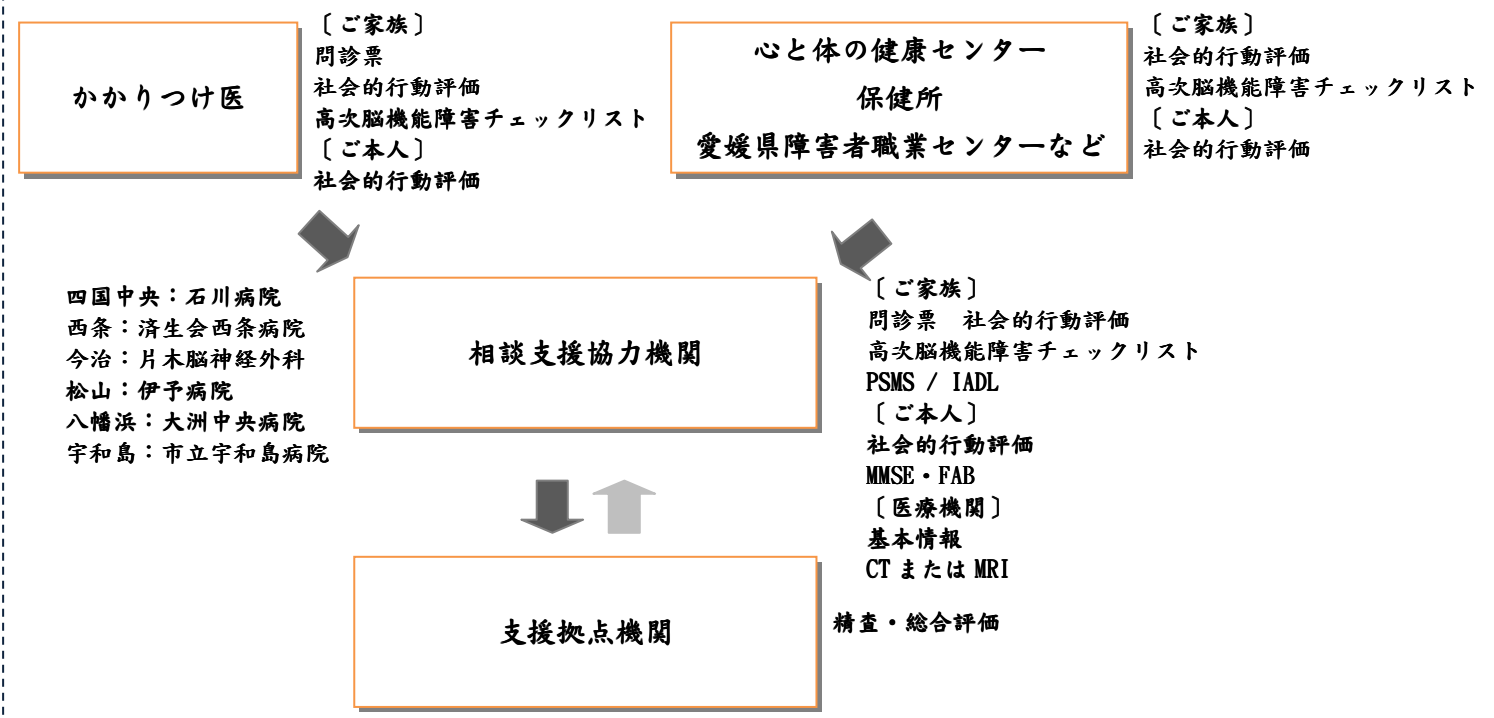 かかりつけ医
〔ご家族〕
問診票
社会的行動評価
高次脳機能障害チェックリスト
〔ご本人〕
社会的行動評価
心と体の健康センター
保健所
愛媛県障害者職業センターなど
〔ご家族〕
社会的行動評価
高次脳機能障害チェックリスト
〔ご本人〕
社会的行動評価
四国中央：石川病院
西条：済生会西条病院
今治：片木脳神経外科
松山：伊予病院
八幡浜：大洲中央病院
宇和島：市立宇和島病院
相談支援協力機関
〔ご家族〕
問診票　社会的行動評価
高次脳機能障害チェックリスト
PSMS / IADL
〔ご本人〕
社会的行動評価
MMSE・FAB
〔医療機関〕
基本情報
CT または MRI
支援拠点機関
精査・総合評価